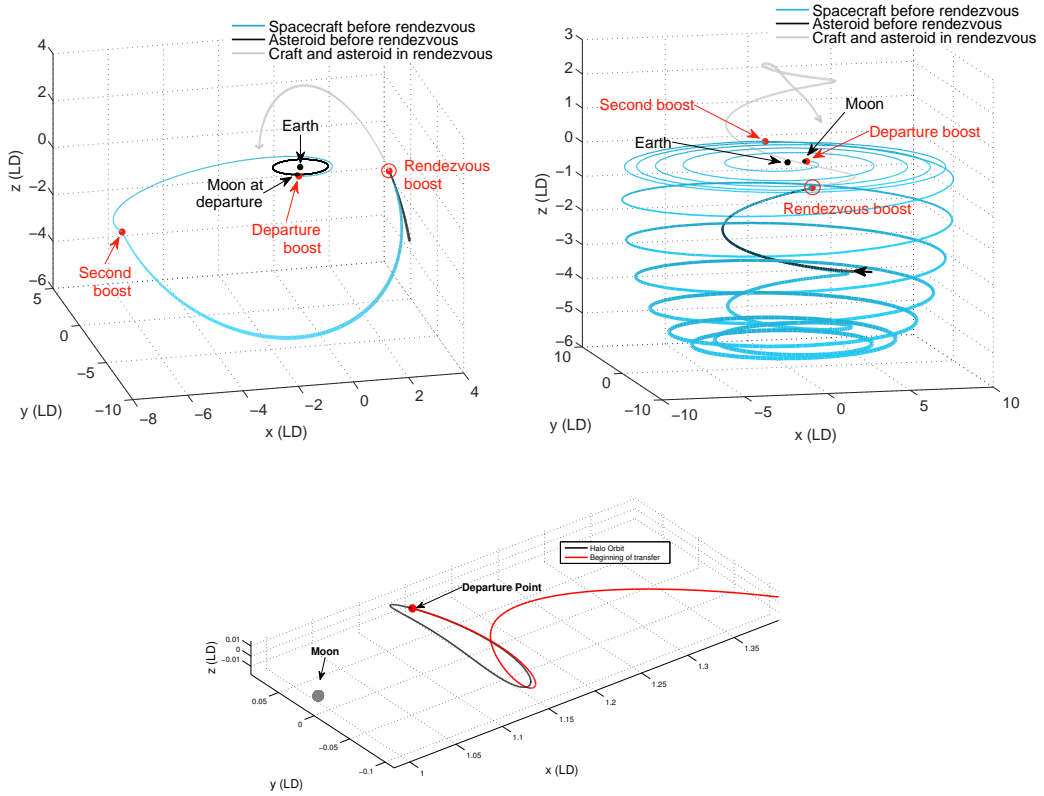 Spacecraft before rendezvous
Asteroid before rendezvous
Craft and asteroid in rendezvous
4
2
0
−2
−4
−6
z (LD)
5
0
−5
−10
y (LD)
−8
−6
−4
−2
0
2
4
x (LD)
Earth
Moon at
departure
Departure
boost
Second
boost
Rendezvous
boost
Spacecraft before rendezvous
Asteroid before rendezvous
Craft and asteroid in rendezvous
3
2
1
0
−1
−2
−3
−4
−5
−6
z (LD)
10
0
−10
y (LD)
−10
−5
0
5
10
x (LD)
Second boost
Moon
Earth
Departure boost
Rendezvous boost
Halo Orbit
Beginning of transfer
Departure Point
Moon
0.01
0
−0.01
z (LD)
0.05
0
−0.05
−0.1
y (LD)
1
1.05
1.1
1.15
1.2
1.25
1.3
1.35
x (LD)